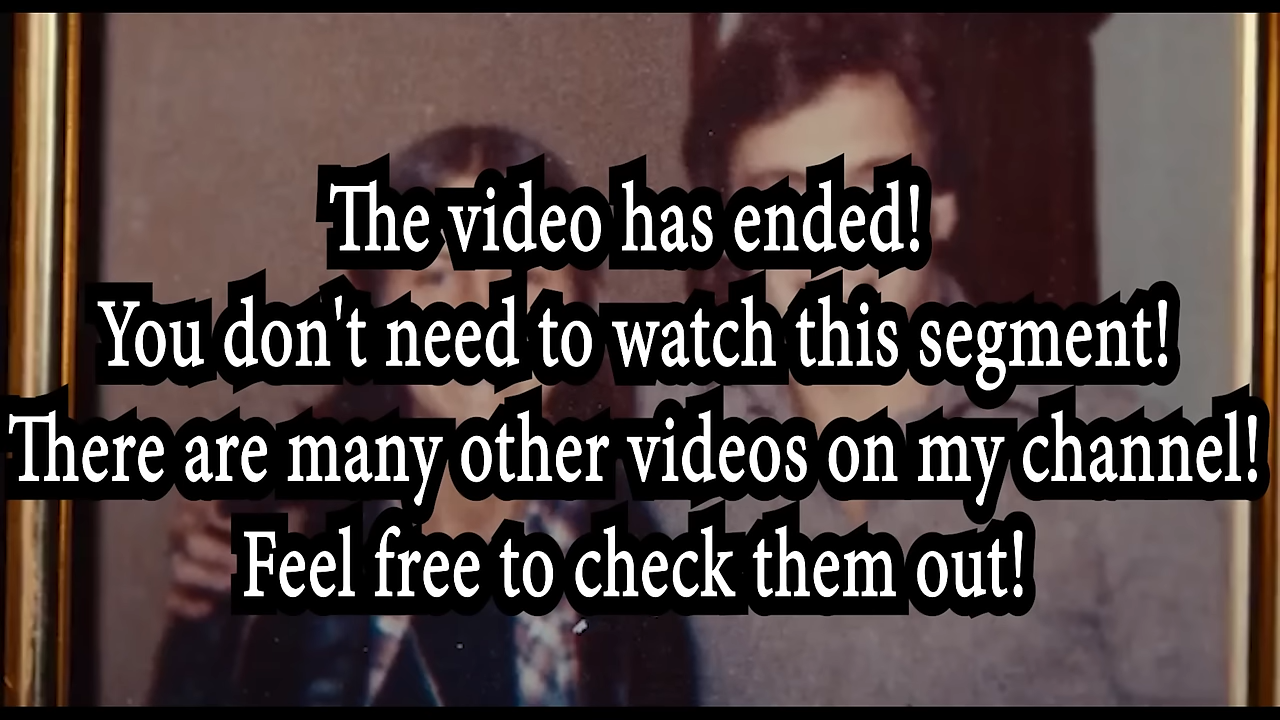 The video has ended!
You don't need to watch this segment!
There are many other videos on my channel!
Feel free to check them out!